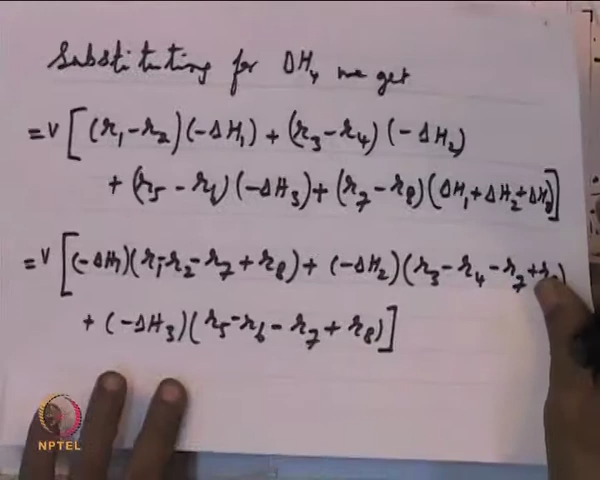 Substituting for ΔH₄ we get
= V [(r₁ - r₂)(-ΔH₁) + (r₃ - r₄)(-ΔH₂)
+ (r₅ - r₆)(-ΔH₃) + (r₇ - r₈)(ΔH₁ + ΔH₂ + ΔH₃)]
= V [(-ΔH₁)(r₁ - r₂ - r₇ + r₈) + (-ΔH₂)(r₃ - r₄ - r₇ + r₈)
+ (-ΔH₃)(r₅ - r₆ - r₇ + r₈)]
NPTEL